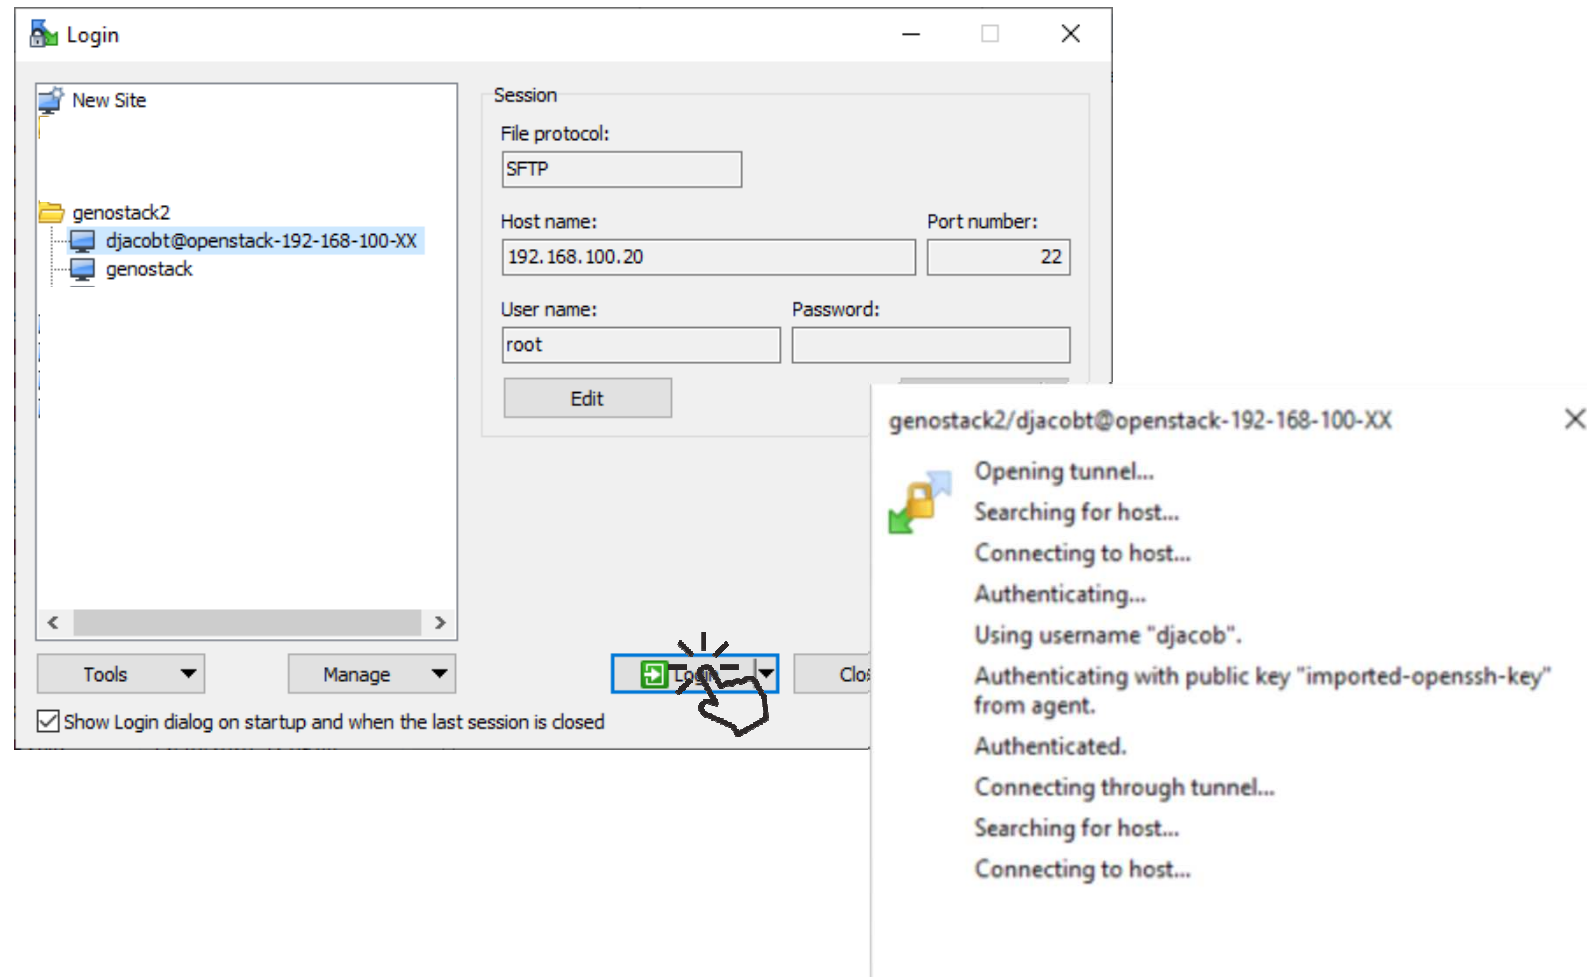 Login
New Site
genostack2
djacobt@openstack-192-168-100-XX
genostack
Tools
Manage
Show Login dialog on startup and when the last session is closed
Session
File protocol:
SFTP
Host name:
Port number:
192.168.100.20
22
User name:
Password:
root
Edit
Login
genostack2/djacobt@openstack-192-168-100-XX
Opening tunnel...
Searching for host...
Connecting to host...
Authenticating...
Using username "djacob".
Authenticating with public key "imported-openssh-key"
from agent.
Authenticated.
Connecting through tunnel...
Searching for host...
Connecting to host...